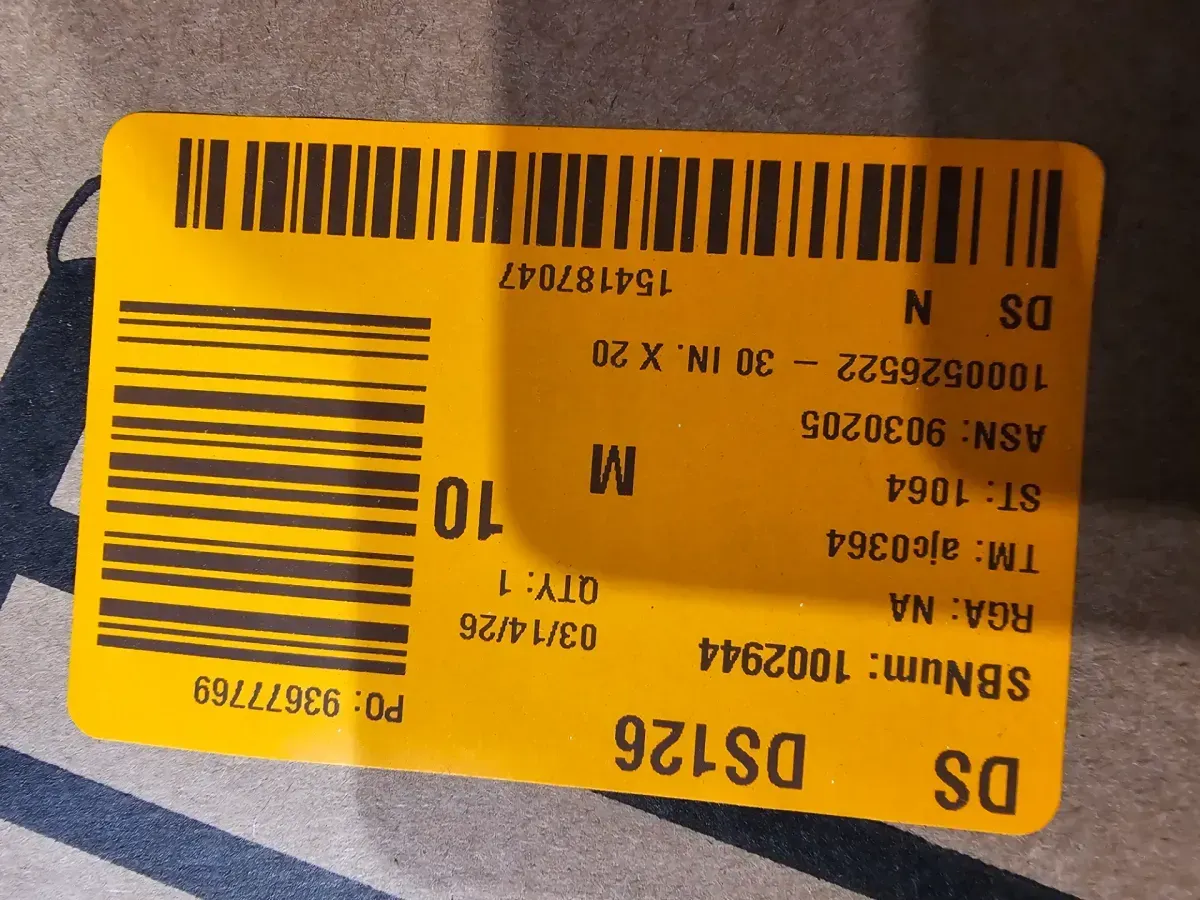 DS DS126
SBNum: 1002944
PO: 93677769
RGA: NA
03/14/26
TM: ajc0364
QTY: 1
ST: 1064
M
10
ASN: 9030205
1000526522 - 30 IN. X 20
DS N
154187047